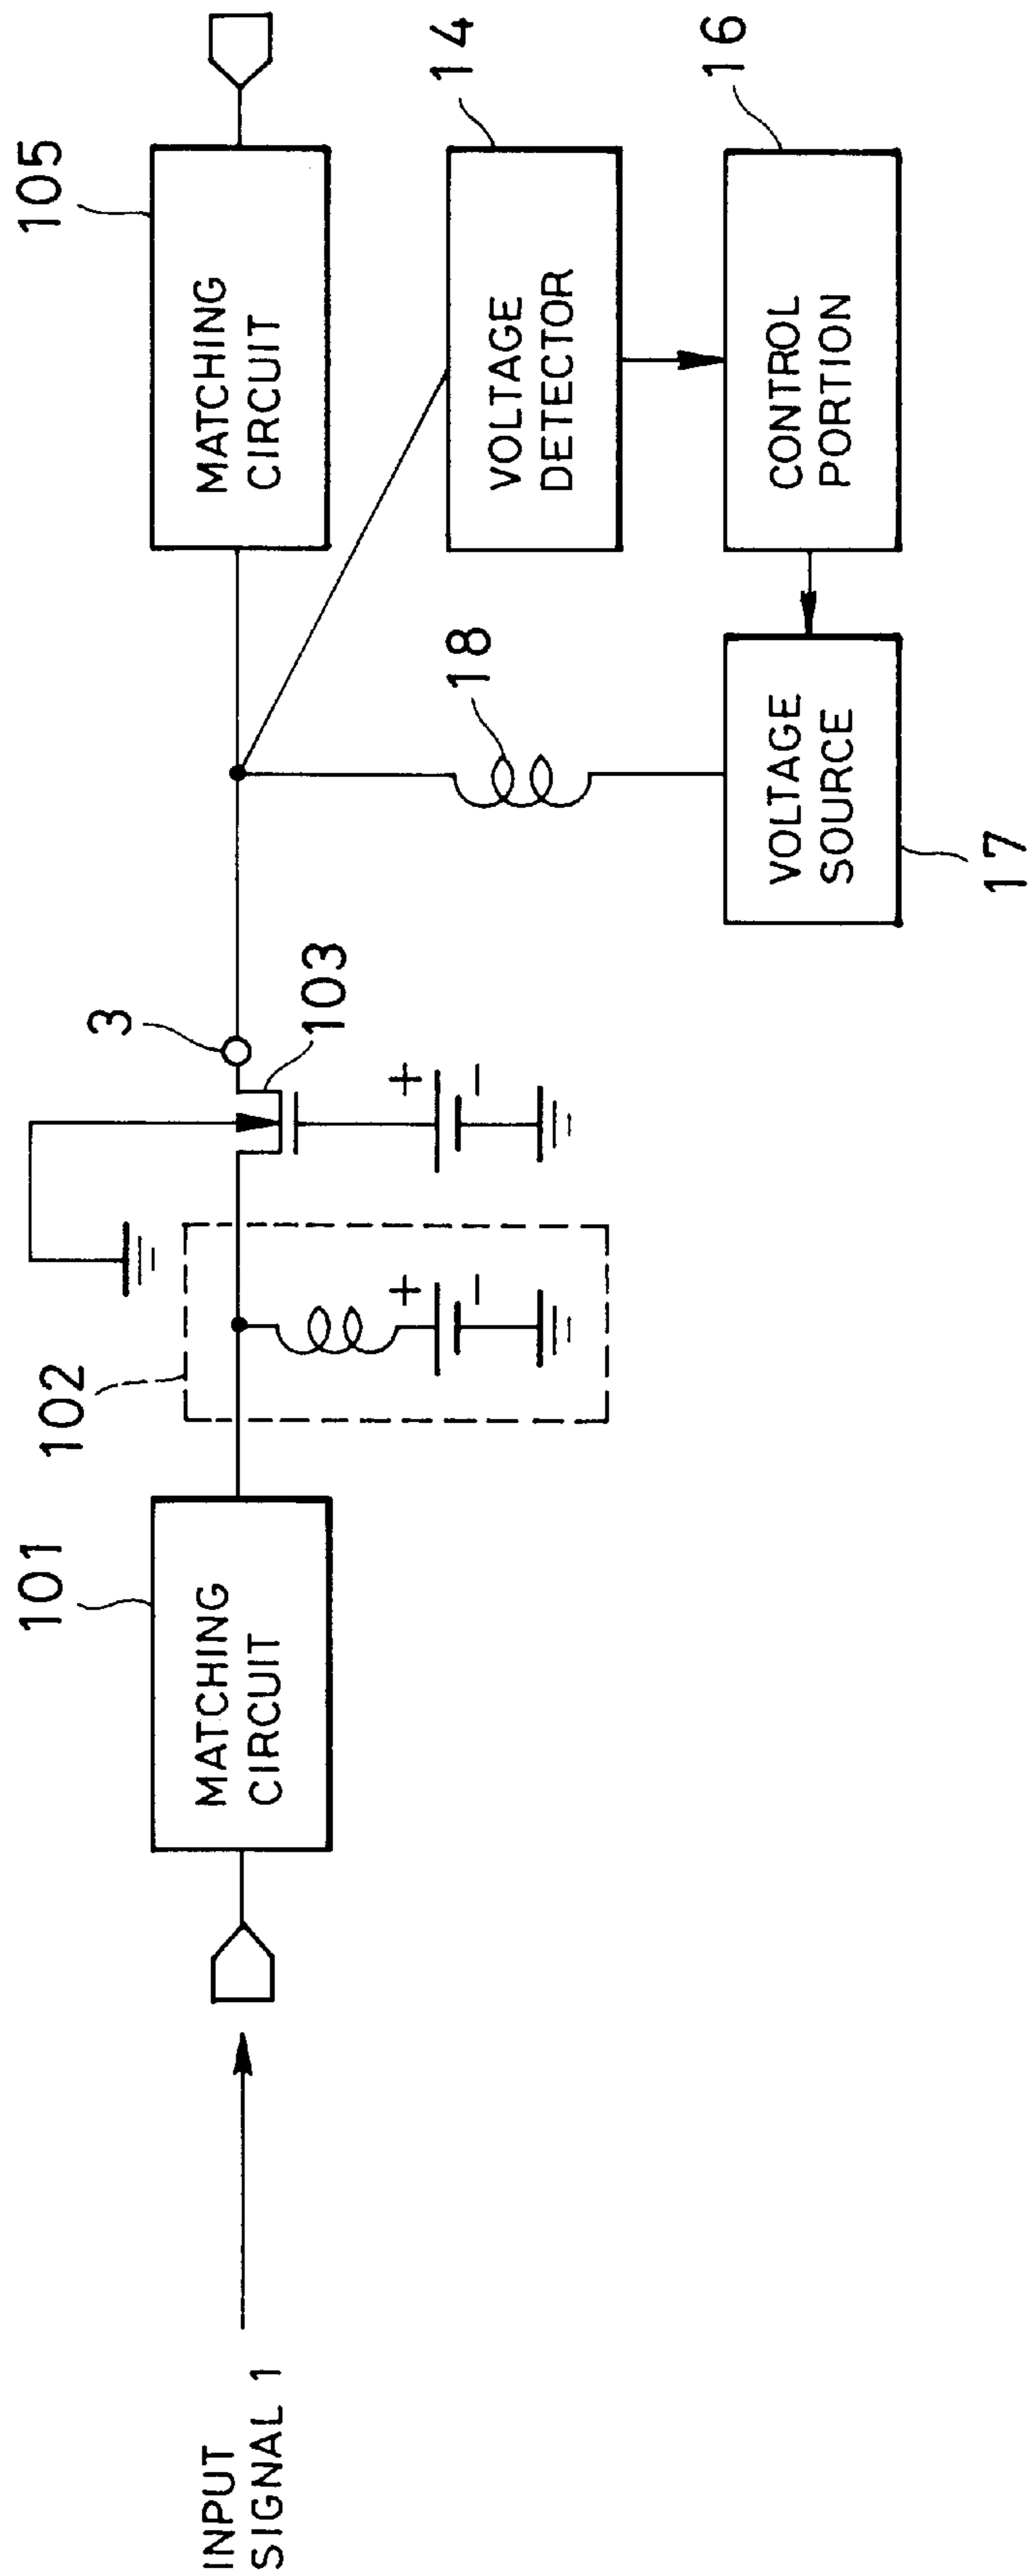 INPUT
SIGNAL 1
101
MATCHING
CIRCUIT
102
+
−
3
103
+
−
105
MATCHING
CIRCUIT
18
14
VOLTAGE
DETECTOR
16
CONTROL
PORTION
VOLTAGE
SOURCE
17